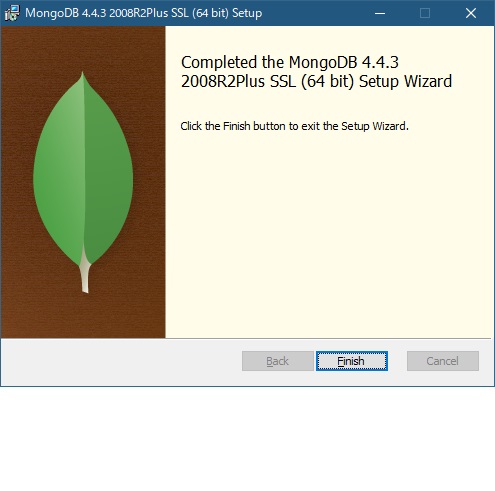 MongoDB 4.4.3 2008R2Plus SSL (64 bit) Setup
Completed the MongoDB 4.4.3
2008R2Plus SSL (64 bit) Setup Wizard
Click the Finish button to exit the Setup Wizard.
Back Finish Cancel